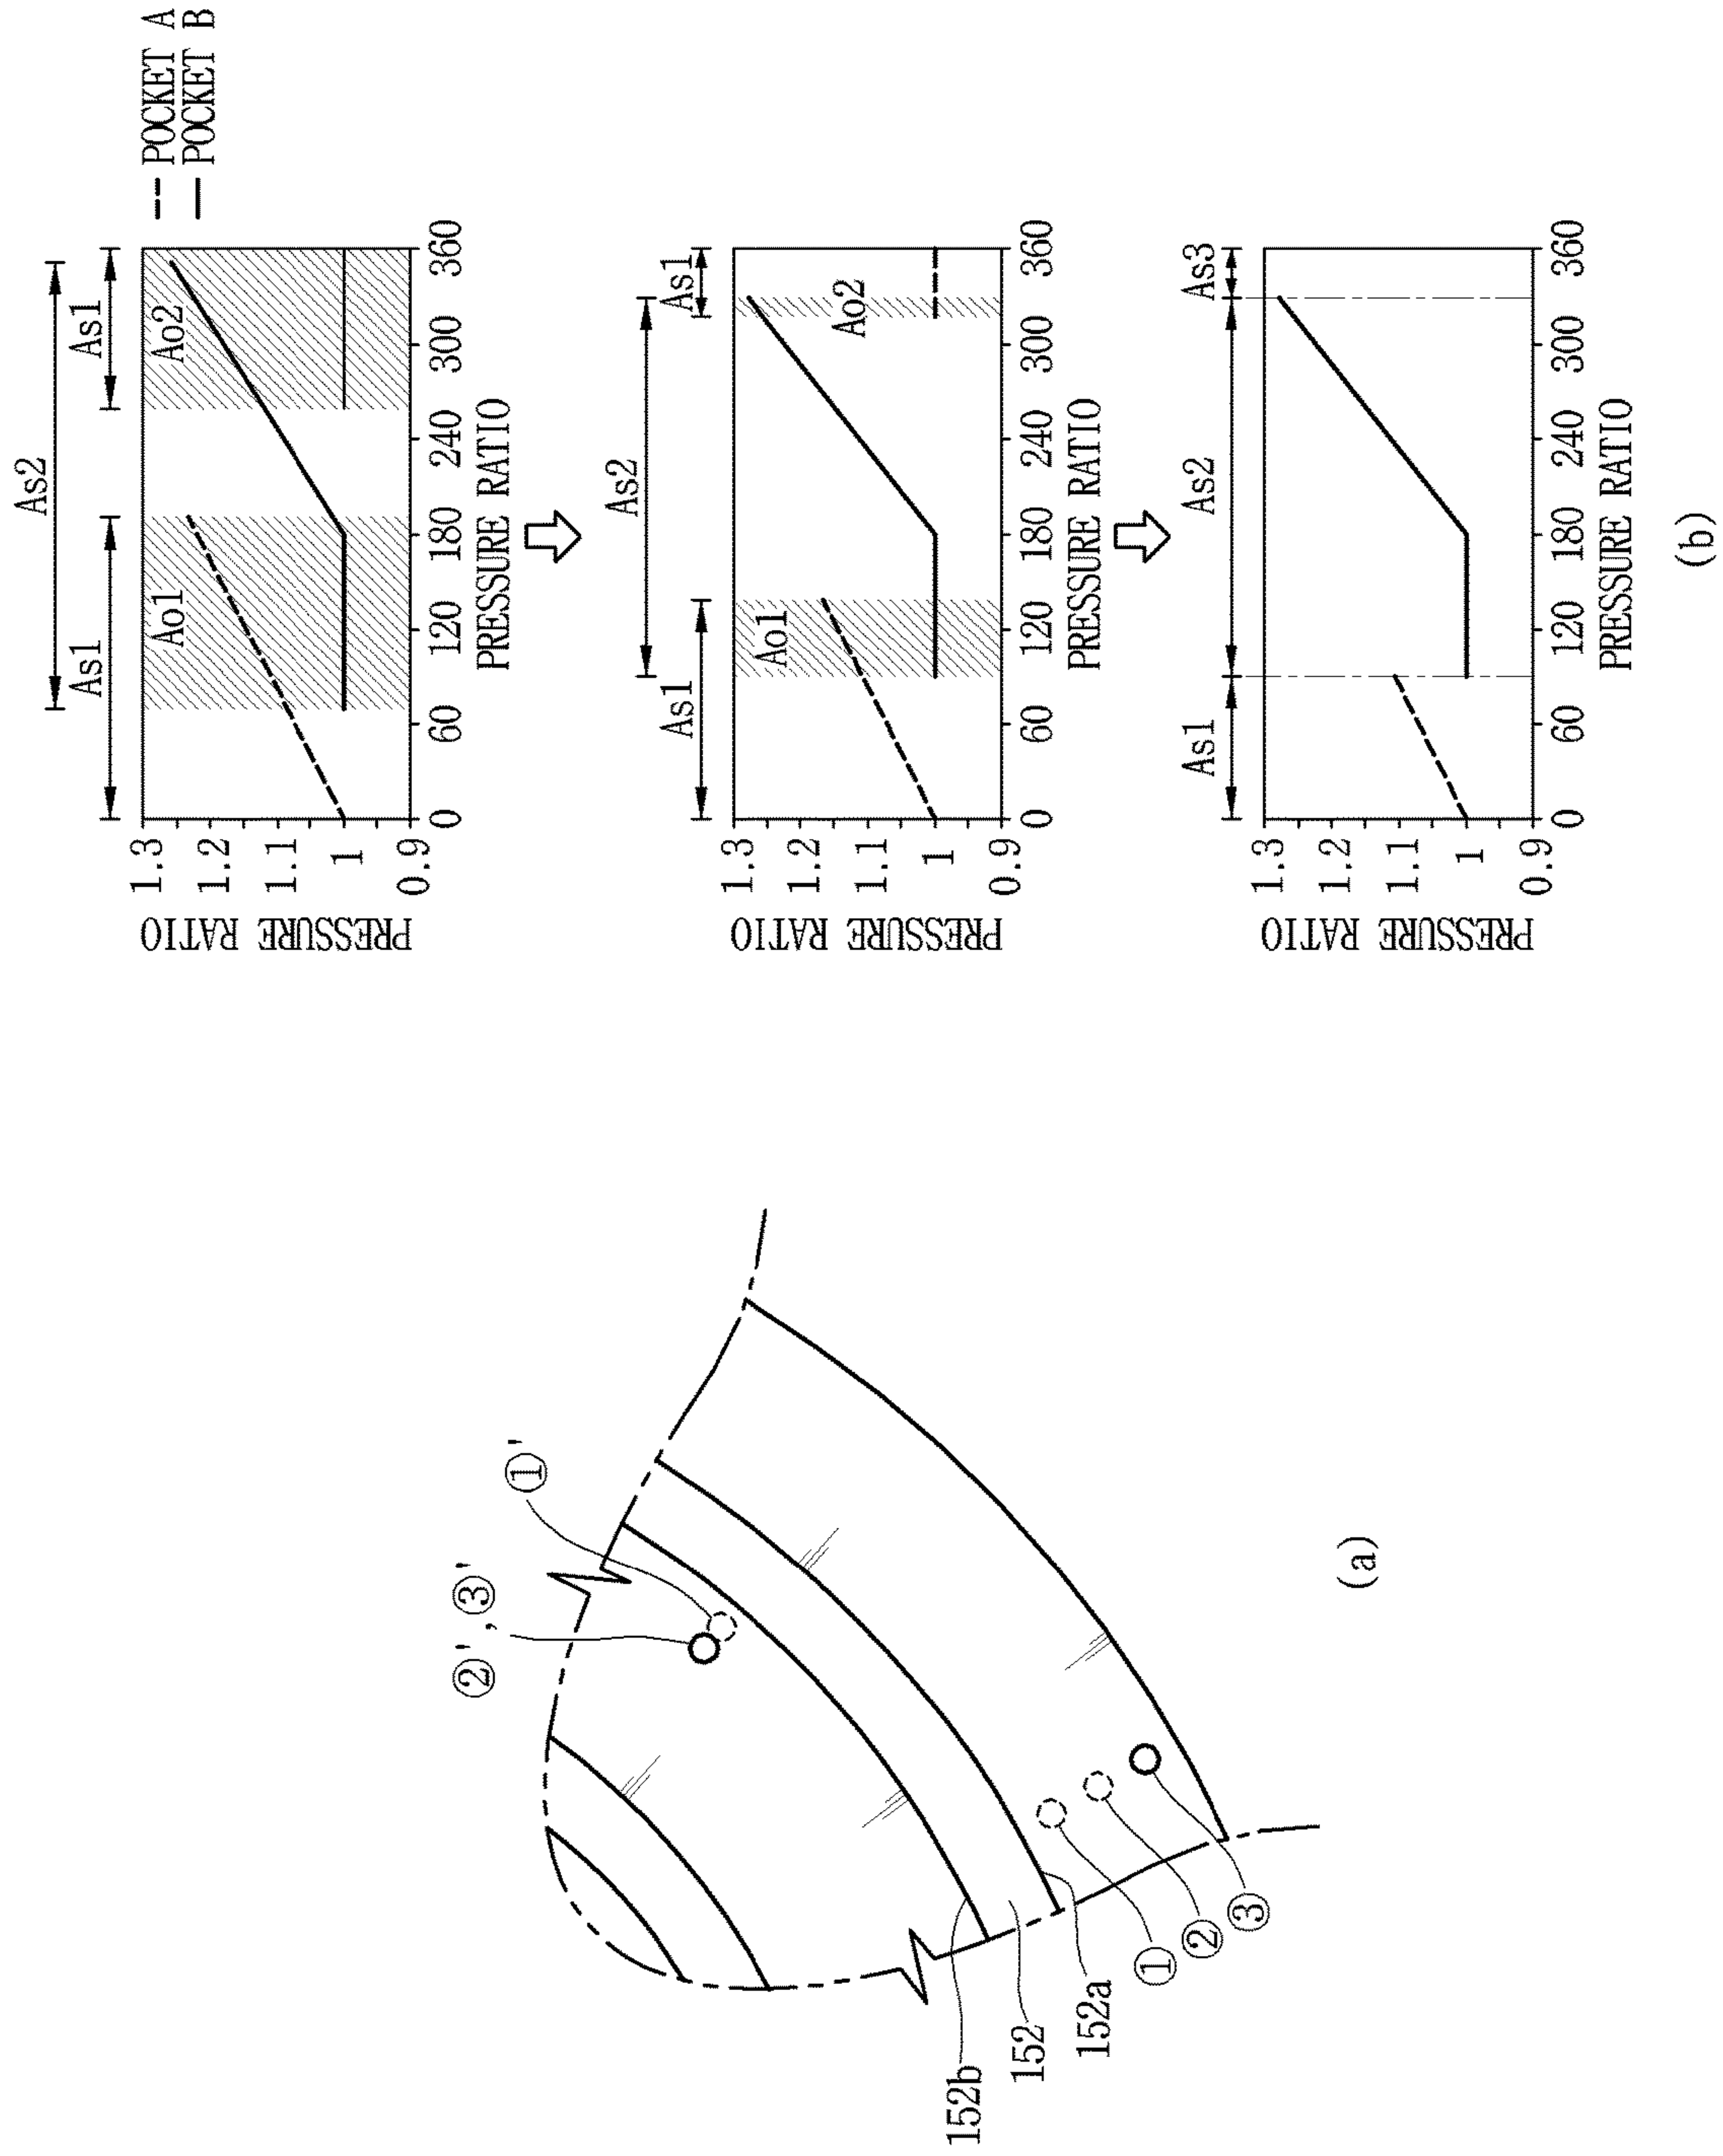 POCKET A
POCKET B
As2
As1
As1
Ao1
Ao2
1.3
1.2
1.1
1
0.9
PRESSURE RATIO
0 60 120 180 240 300 360
PRESSURE RATIO
As2
As1
As1
Ao1
Ao2
1.3
1.2
1.1
1
0.9
PRESSURE RATIO
0 60 120 180 240 300 360
PRESSURE RATIO
As1
As2
As3
1.3
1.2
1.1
1
0.9
PRESSURE RATIO
0 60 120 180 240 300 360
PRESSURE RATIO
(b)
①'
②',③'
152b
152
152a
①
②
③
(a)